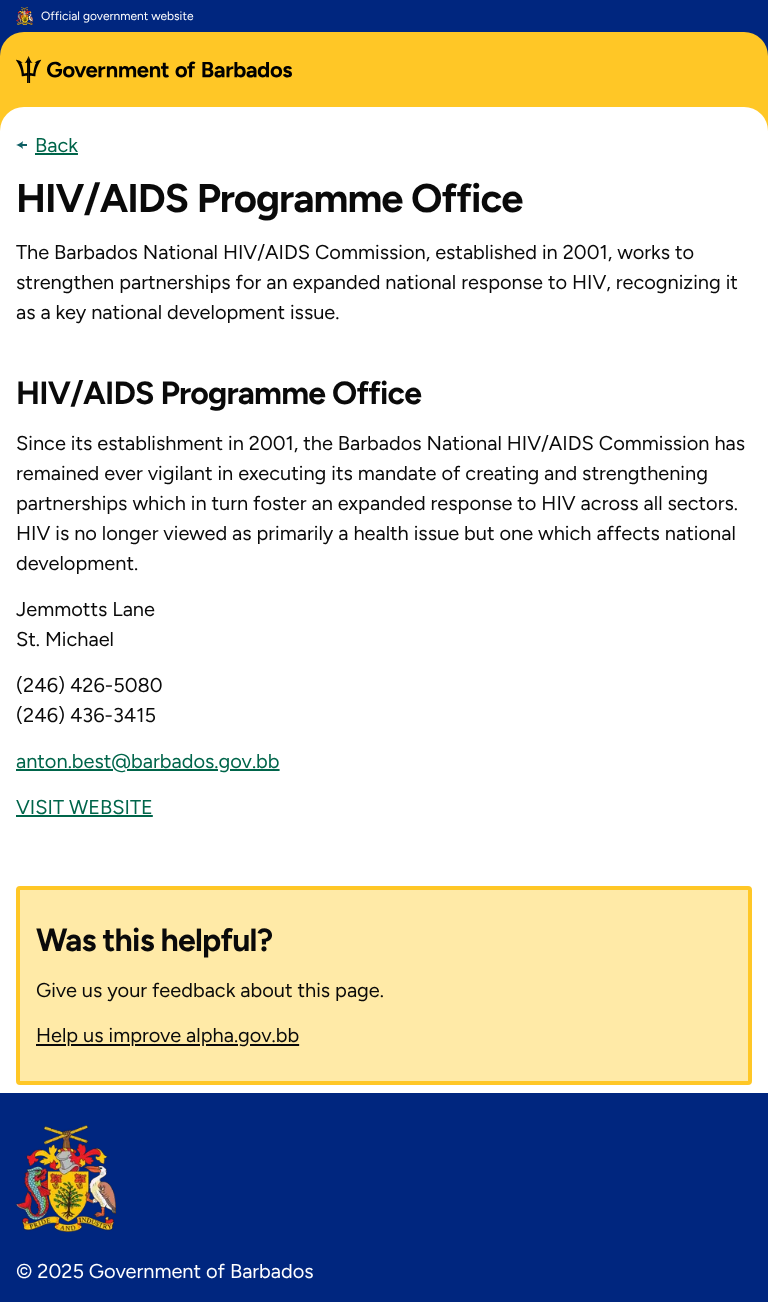 Official government website
Government of Barbados
Back
HIV/AIDS Programme Office
The Barbados National HIV/AIDS Commission, established in 2001, works to
strengthen partnerships for an expanded national response to HIV, recognizing it
as a key national development issue.
HIV/AIDS Programme Office
Since its establishment in 2001, the Barbados National HIV/AIDS Commission has
remained ever vigilant in executing its mandate of creating and strengthening
partnerships which in turn foster an expanded response to HIV across all sectors.
HIV is no longer viewed as primarily a health issue but one which affects national
development.
Jemmotts Lane
St. Michael
(246) 426-5080
(246) 436-3415
anton.best@barbados.gov.bb
VISIT WEBSITE
Was this helpful?
Give us your feedback about this page.
Help us improve alpha.gov.bb
PRIDE AND INDUSTRY
© 2025 Government of Barbados